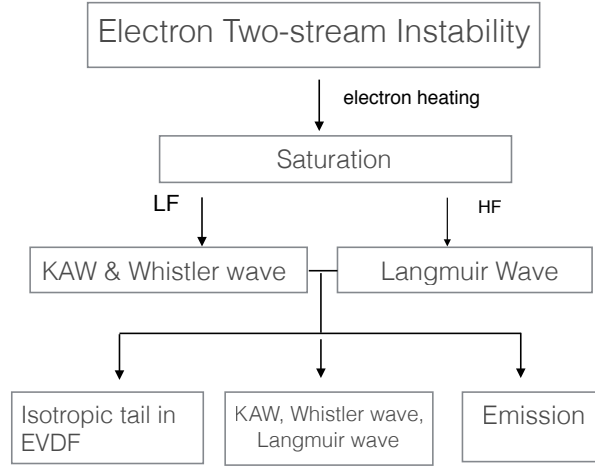 Electron Two-stream Instability
electron heating
Saturation
LF
HF
KAW & Whistler wave
Langmuir Wave
Isotropic tail in
EVDF
KAW, Whistler wave,
Langmuir wave
Emission